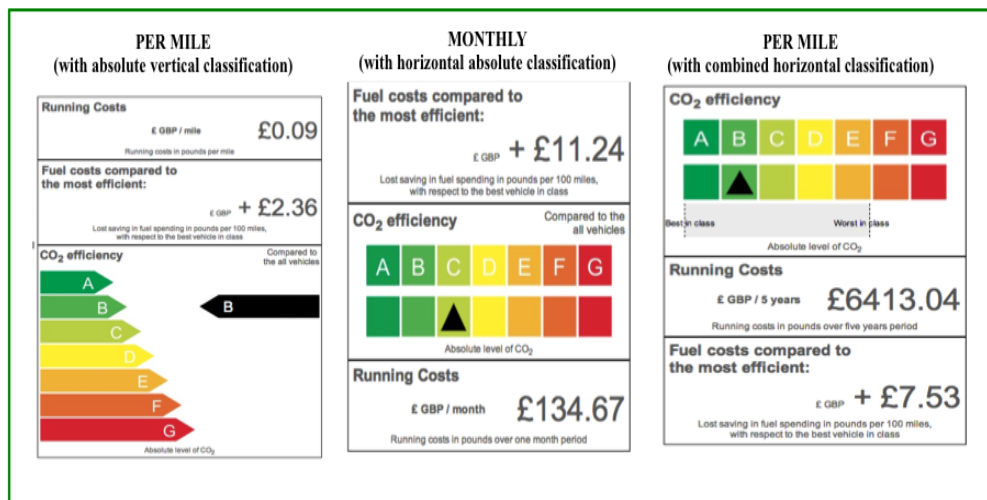 PER MILE
(with absolute vertical classification)
Running Costs
£ GBP / mile £0.09
Running costs in pounds per mile
Fuel costs compared to
the most efficient:
£ GBP + £2.36
Lost saving in fuel spending in pounds per 100 miles,
with respect to the best vehicle in class
CO₂ efficiency Compared to
the all vehicles
A
B B
C
D
E
F
G
Absolute level of CO₂
MONTHLY
(with horizontal absolute classification)
Fuel costs compared to
the most efficient:
£ GBP + £11.24
Lost saving in fuel spending in pounds per 100 miles,
with respect to the best vehicle in class
CO₂ efficiency Compared to the
all vehicles
A B C D E F G
Absolute level of CO₂
Running Costs
£ GBP / month £134.67
Running costs in pounds over one month period
PER MILE
(with combined horizontal classification)
CO₂ efficiency
A B C D E F G
Best in class Worst in class
Absolute level of CO₂
Running Costs
£ GBP / 5 years £6413.04
Running costs in pounds over five years period
Fuel costs compared to
the most efficient:
£ GBP + £7.53
Lost saving in fuel spending in pounds per 100 miles,
with respect to the best vehicle in class